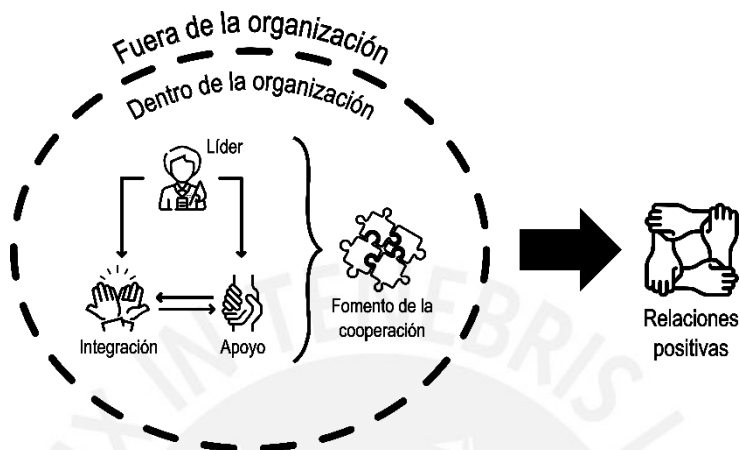 Fuera de la organización
Dentro de la organización
Líder
Integración
Apoyo
Fomento de la
cooperación
Relaciones
positivas